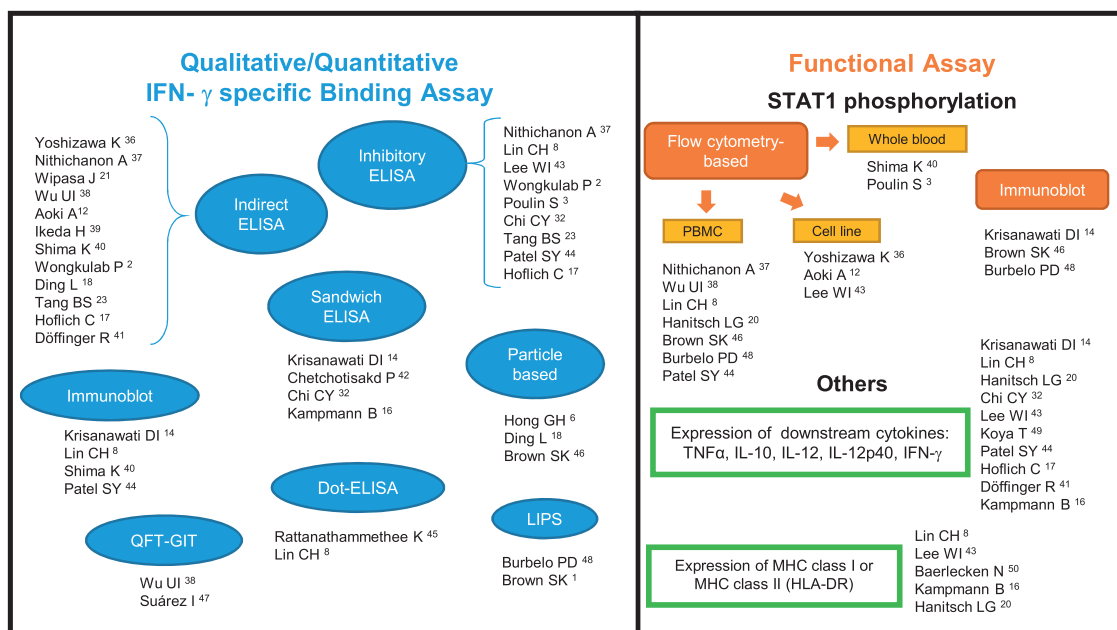 Qualitative/Quantitative
IFN- γ specific Binding Assay
Yoshizawa K 36
Nithichanon A 37
Wipasa J 21
Wu UI 38
Aoki A12
Ikeda H 39
Shima K 40
Wongkulab P 2
Ding L 18
Tang BS 23
Hoflich C 17
Döffinger R 41
Indirect
ELISA
Inhibitory
ELISA
Nithichanon A 37
Lin CH 8
Lee WI 43
Wongkulab P 2
Poulin S 3
Chi CY 32
Tang BS 23
Patel SY 44
Hoflich C 17
Sandwich
ELISA
Krisanawati DI 14
Chetchotisakd P 42
Chi CY 32
Kampmann B 16
Particle
based
Hong GH 6
Ding L 18
Brown SK 46
Immunoblot
Krisanawati DI 14
Lin CH 8
Shima K 40
Patel SY 44
Dot-ELISA
Rattanathammethee K 45
Lin CH 8
LIPS
Burbelo PD 48
Brown SK 1
QFT-GIT
Wu UI 38
Suárez I 47
Functional Assay
STAT1 phosphorylation
Flow cytometry-
based
Whole blood
Shima K 40
Poulin S 3
Immunoblot
Krisanawati DI 14
Brown SK 46
Burbelo PD 48
PBMC
Nithichanon A 37
Wu UI 38
Lin CH 8
Hanitsch LG 20
Brown SK 46
Burbelo PD 48
Patel SY 44
Cell line
Yoshizawa K 36
Aoki A 12
Lee WI 43
Others
Expression of downstream cytokines:
TNFα, IL-10, IL-12, IL-12p40, IFN-γ
Krisanawati DI 14
Lin CH 8
Hanitsch LG 20
Chi CY 32
Lee WI 43
Koya T 49
Patel SY 44
Hoflich C 17
Döffinger R 41
Kampmann B 16
Expression of MHC class I or
MHC class II (HLA-DR)
Lin CH 8
Lee WI 43
Baerlecken N 50
Kampmann B 16
Hanitsch LG 20